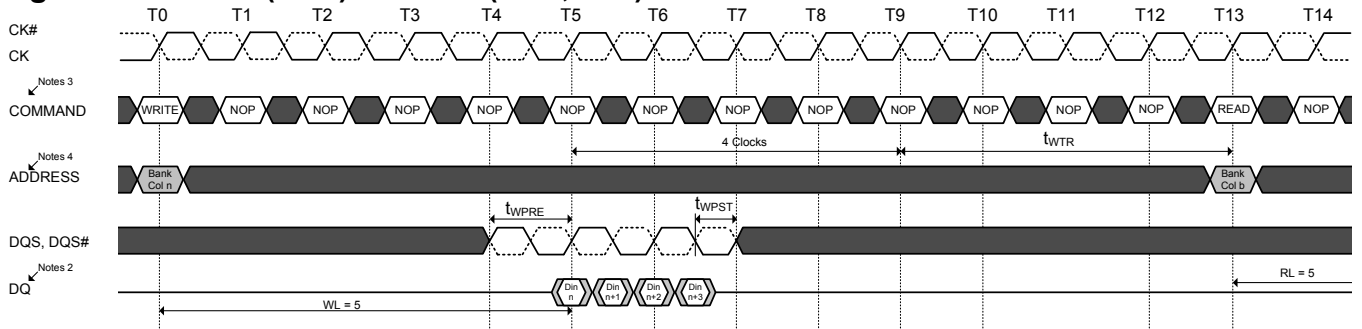 T0 T1 T2 T3 T4 T5 T6 T7 T8 T9 T10 T11 T12 T13 T14
CK#
CK
Notes 3
COMMAND WRITE NOP NOP NOP NOP NOP NOP NOP NOP NOP NOP NOP NOP READ NOP
4 Clocks tWTR
Notes 4
ADDRESS Bank Col n Bank Col b
tWPRE tWPST
DQS, DQS#
Notes 2
DQ Din n Din n+1 Din n+2 Din n+3
RL = 5
WL = 5